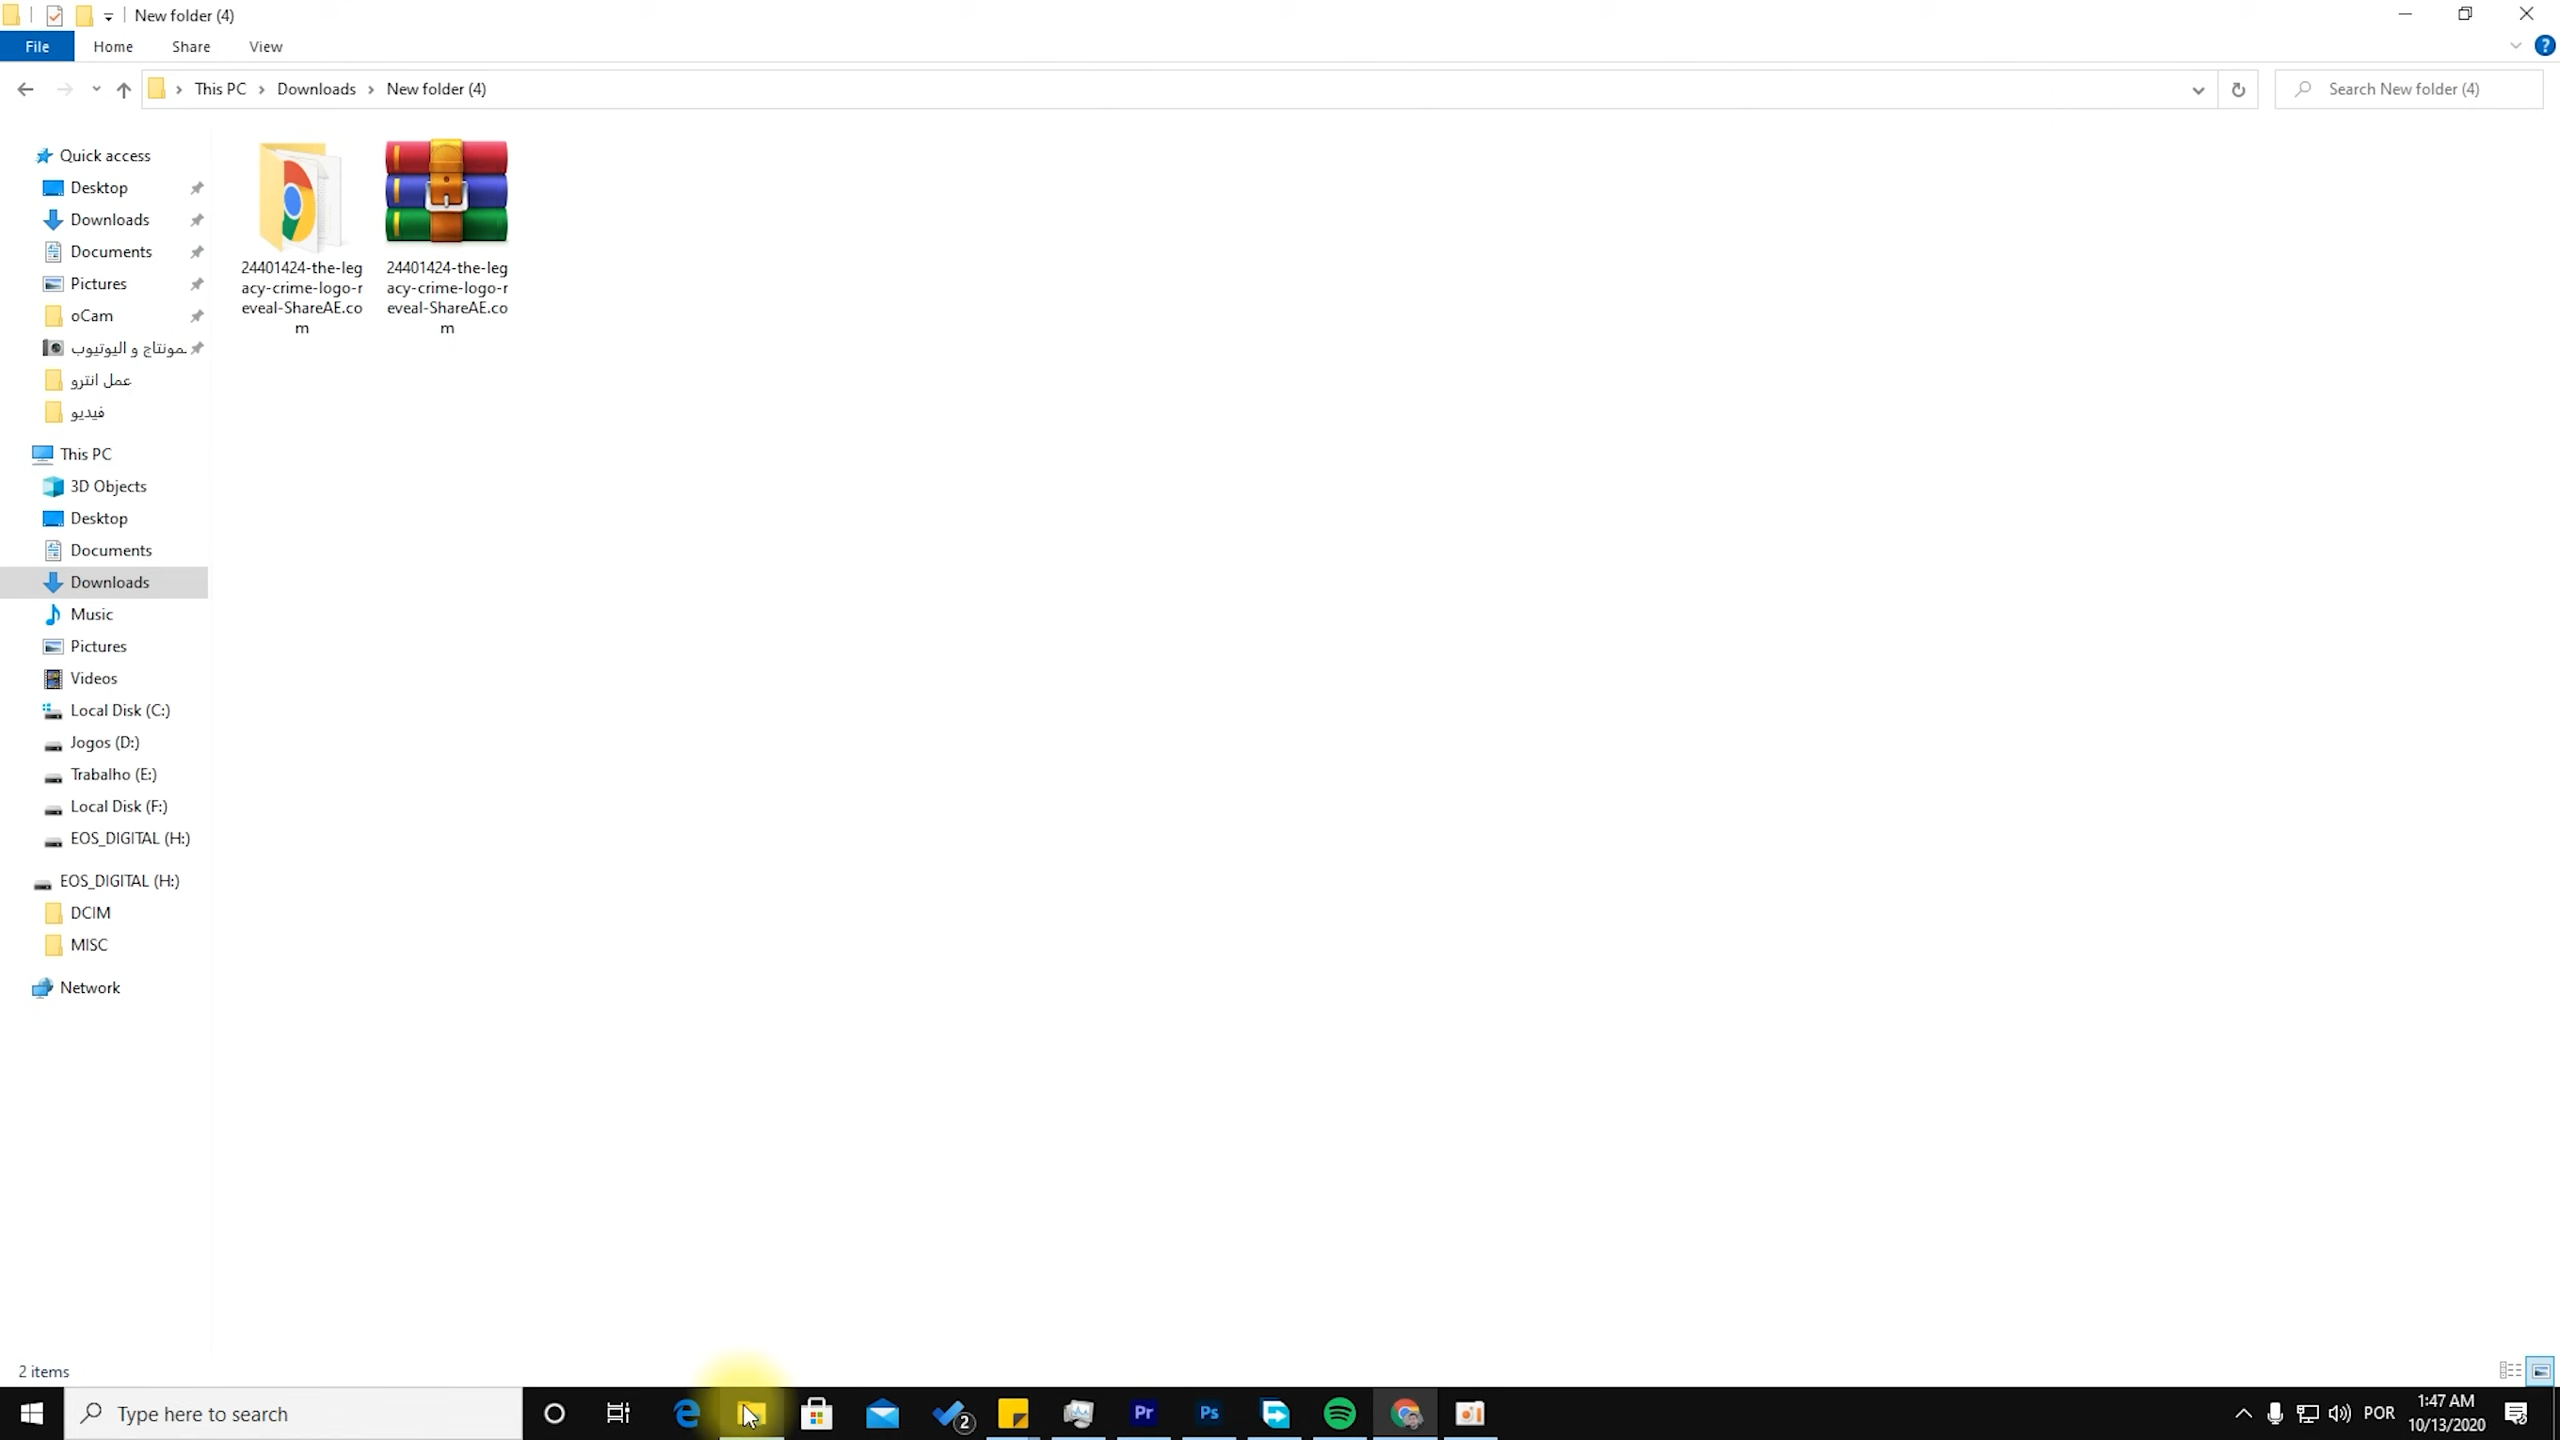 New folder (4)
File Home Share View
This PC Downloads New folder (4)
Search New folder (4)
Quick access
Desktop
Downloads
Documents
Pictures
oCam
مونتاج و اليوتيوب
عمل انترو
فيديو
This PC
3D Objects
Desktop
Documents
Downloads
Music
Pictures
Videos
Local Disk (C:)
Jogos (D:)
Trabalho (E:)
Local Disk (F:)
EOS_DIGITAL (H:)
EOS_DIGITAL (H:)
DCIM
MISC
Network
24401424-the-leg
acy-crime-logo-r
eveal-ShareAE.co
m
24401424-the-leg
acy-crime-logo-r
eveal-ShareAE.co
m
2 items
Type here to search
2
Pr
Ps
POR
1:47 AM
10/13/2020